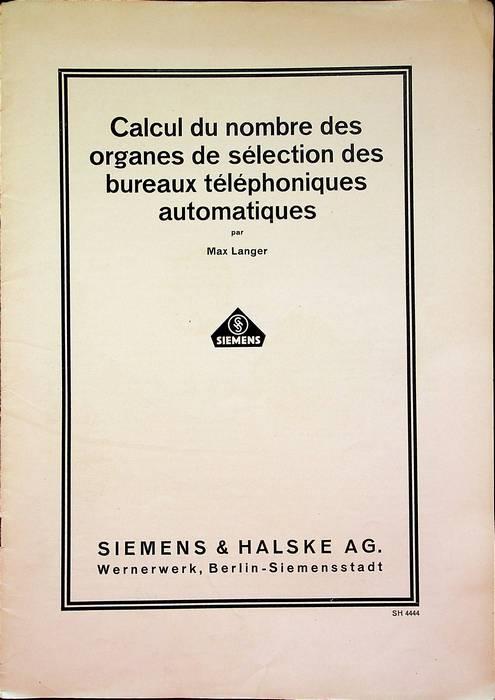 Calcul du nombre des
organes de sélection des
bureaux téléphoniques
automatiques
par
Max Langer
SIEMENS
SIEMENS & HALSKE AG.
Wernerwerk, Berlin-Siemensstadt
SH 4444